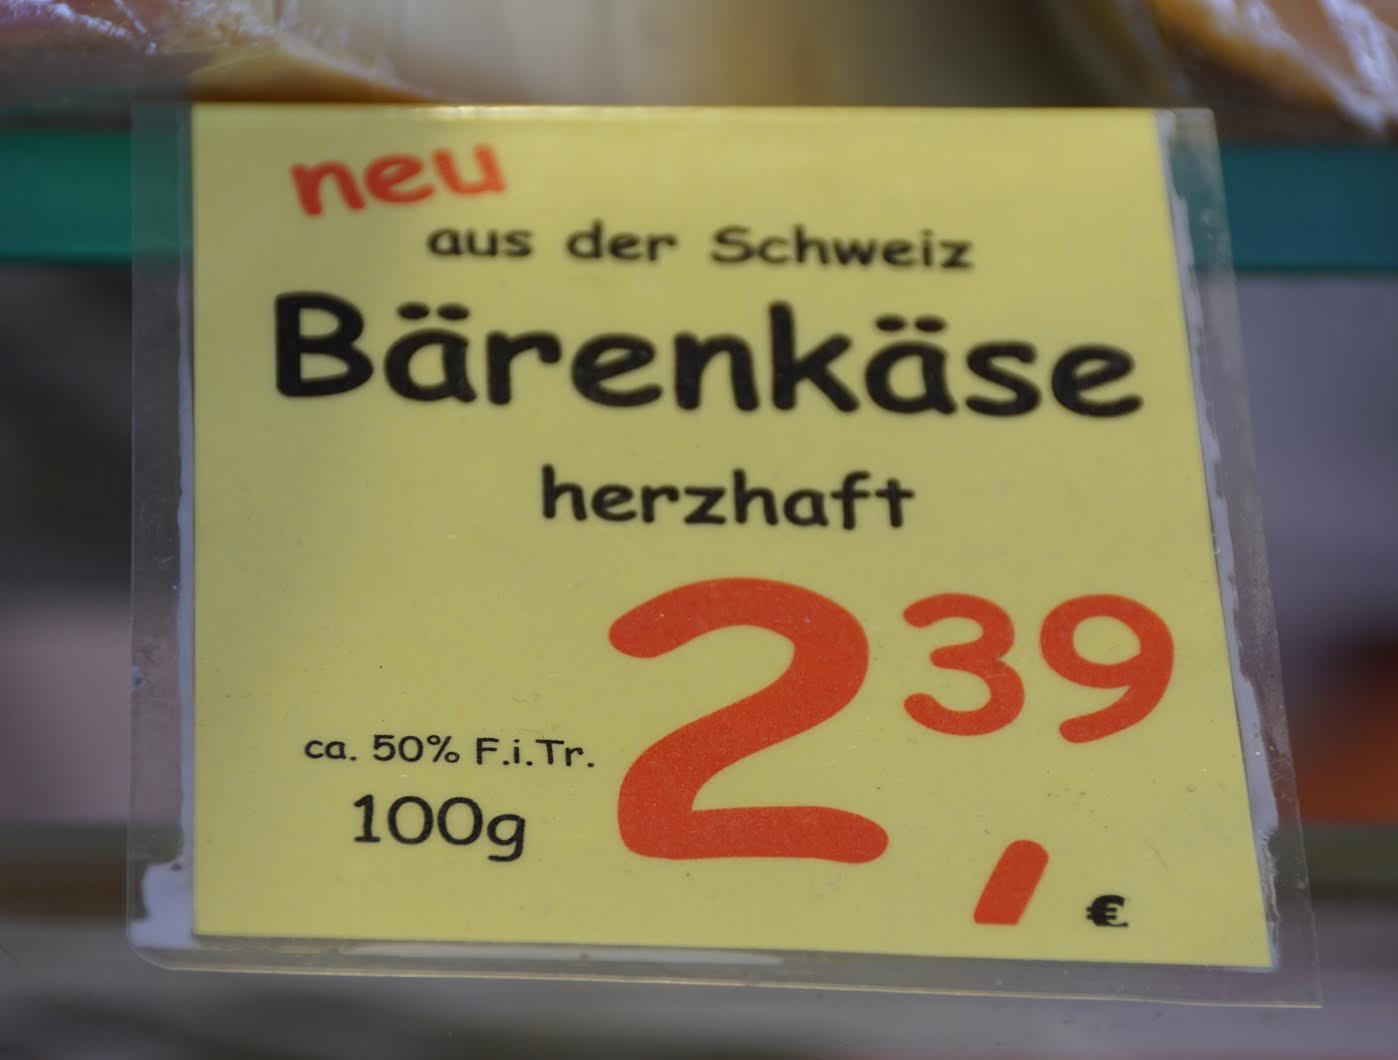 neu
aus der Schweiz
Bärenkäse
herzhaft
2,39 €
ca. 50% F.i.Tr.
100g